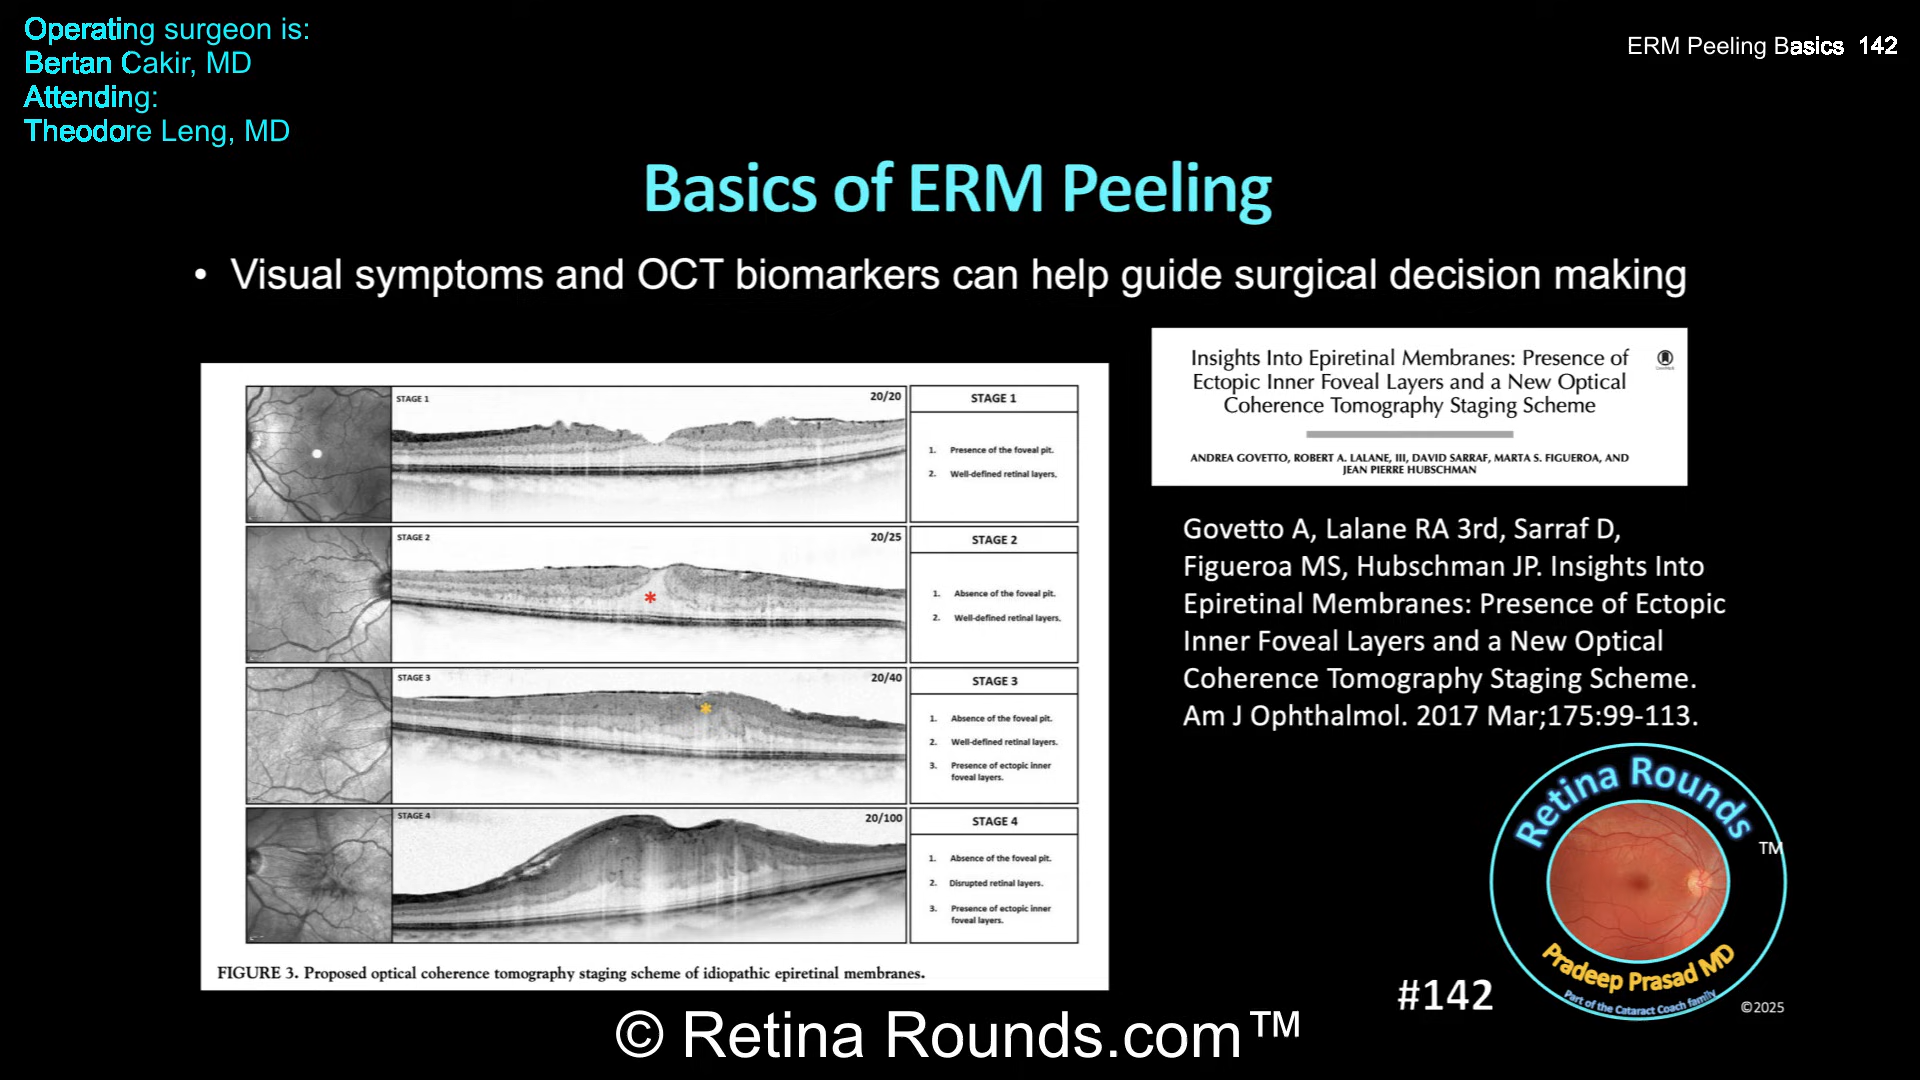 Operating surgeon is:
Bertan Cakir, MD
Attending:
Theodore Leng, MD
ERM Peeling Basics 142
Basics of ERM Peeling
• Visual symptoms and OCT biomarkers can help guide surgical decision making
STAGE 1
20/20
STAGE 1
1. Presence of the foveal pit.
2. Well-defined retinal layers.
STAGE 2
20/25
*
STAGE 2
1. Absence of the foveal pit.
2. Well-defined retinal layers.
STAGE 3
20/40
*
STAGE 3
1. Absence of the foveal pit.
2. Well-defined retinal layers.
3. Presence of ectopic inner
foveal layers.
STAGE 4
20/100
STAGE 4
1. Absence of the foveal pit.
2. Disrupted retinal layers.
3. Presence of ectopic inner
foveal layers.
FIGURE 3. Proposed optical coherence tomography staging scheme of idiopathic epiretinal membranes.
Insights Into Epiretinal Membranes: Presence of
Ectopic Inner Foveal Layers and a New Optical
Coherence Tomography Staging Scheme
ANDREA GOVETTO, ROBERT A. LALANE, III, DAVID SARRAF, MARTA S. FIGUEROA, AND
JEAN PIERRE HUBSCHMAN
Govetto A, Lalane RA 3rd, Sarraf D,
Figueroa MS, Hubschman JP. Insights Into
Epiretinal Membranes: Presence of Ectopic
Inner Foveal Layers and a New Optical
Coherence Tomography Staging Scheme.
Am J Ophthalmol. 2017 Mar;175:99-113.
Retina Rounds
TM
Pradeep Prasad MD
Part of the Cataract Coach family
#142
©2025
© Retina Rounds.com™